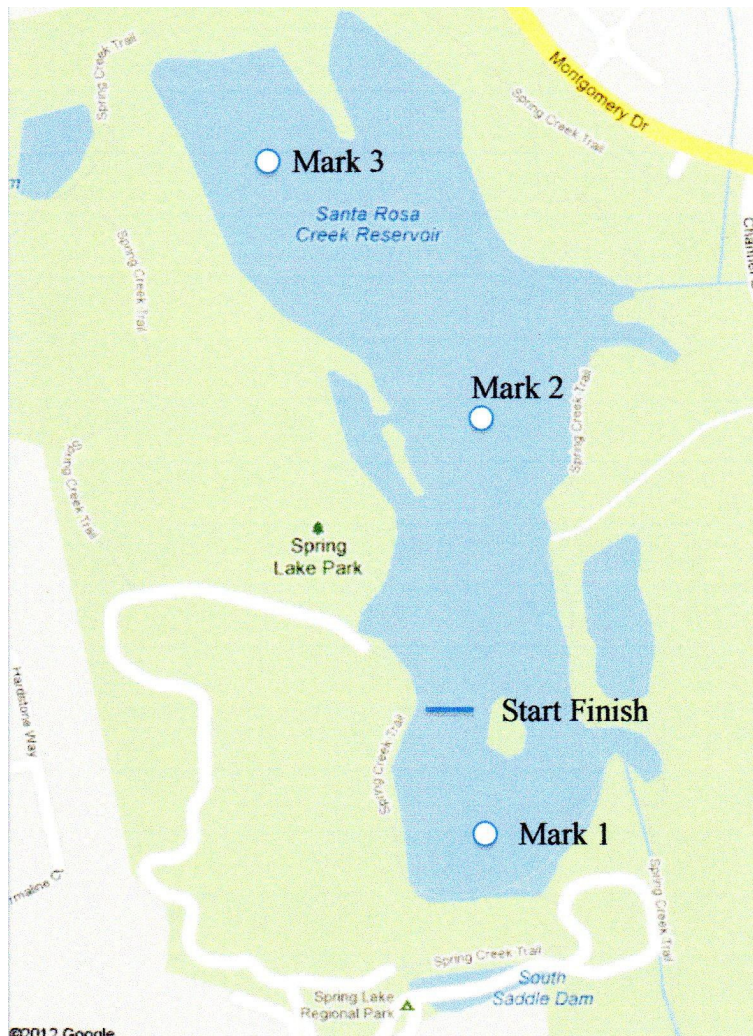 Spring Creek Trail
Montgomery Dr
Spring Creek Trail
Mark 3
Santa Rosa
Creek Reservoir
Spring Creek Trail
Mark 2
Spring Creek Trail
Spring Creek Trail
Spring
Lake Park
Start Finish
Hardstone Way
Spring Creek Trail
Mark 1
Spring Creek Trail
Spring Creek Trail
South
Saddle Dam
Spring Lake
Regional Park
©2012 Google